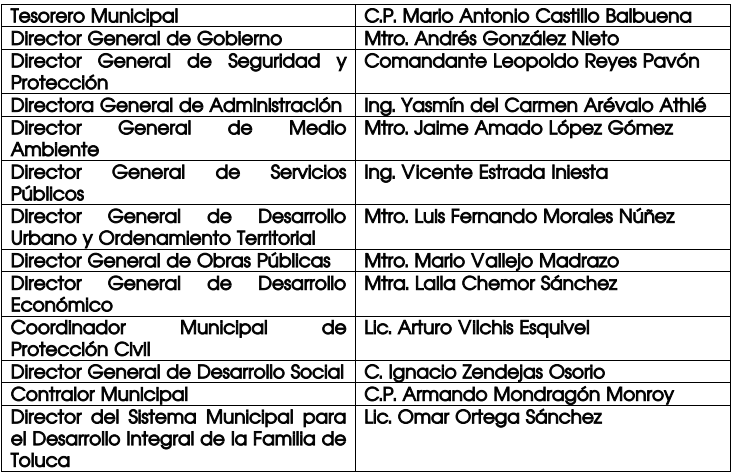 Tesorero Municipal C.P. Mario Antonio Castillo Balbuena
Director General de Gobierno Mtro. Andrés González Nieto
Director General de Seguridad y Comandante Leopoldo Reyes Pavón
Protección
Directora General de Administración Ing. Yasmín del Carmen Arévalo Athié
Director General de Medio Mtro. Jaime Amado López Gómez
Ambiente
Director General de Servicios Ing. Vicente Estrada Iniesta
Públicos
Director General de Desarrollo Mtro. Luis Fernando Morales Núñez
Urbano y Ordenamiento Territorial
Director General de Obras Públicas Mtro. Mario Vallejo Madrazo
Director General de Desarrollo Mtra. Laila Chemor Sánchez
Económico
Coordinador Municipal de Lic. Arturo Vilchis Esquivel
Protección Civil
Director General de Desarrollo Social C. Ignacio Zendejas Osorio
Contralor Municipal C.P. Armando Mondragón Monroy
Director del Sistema Municipal para Lic. Omar Ortega Sánchez
el Desarrollo Integral de la Familia de
Toluca